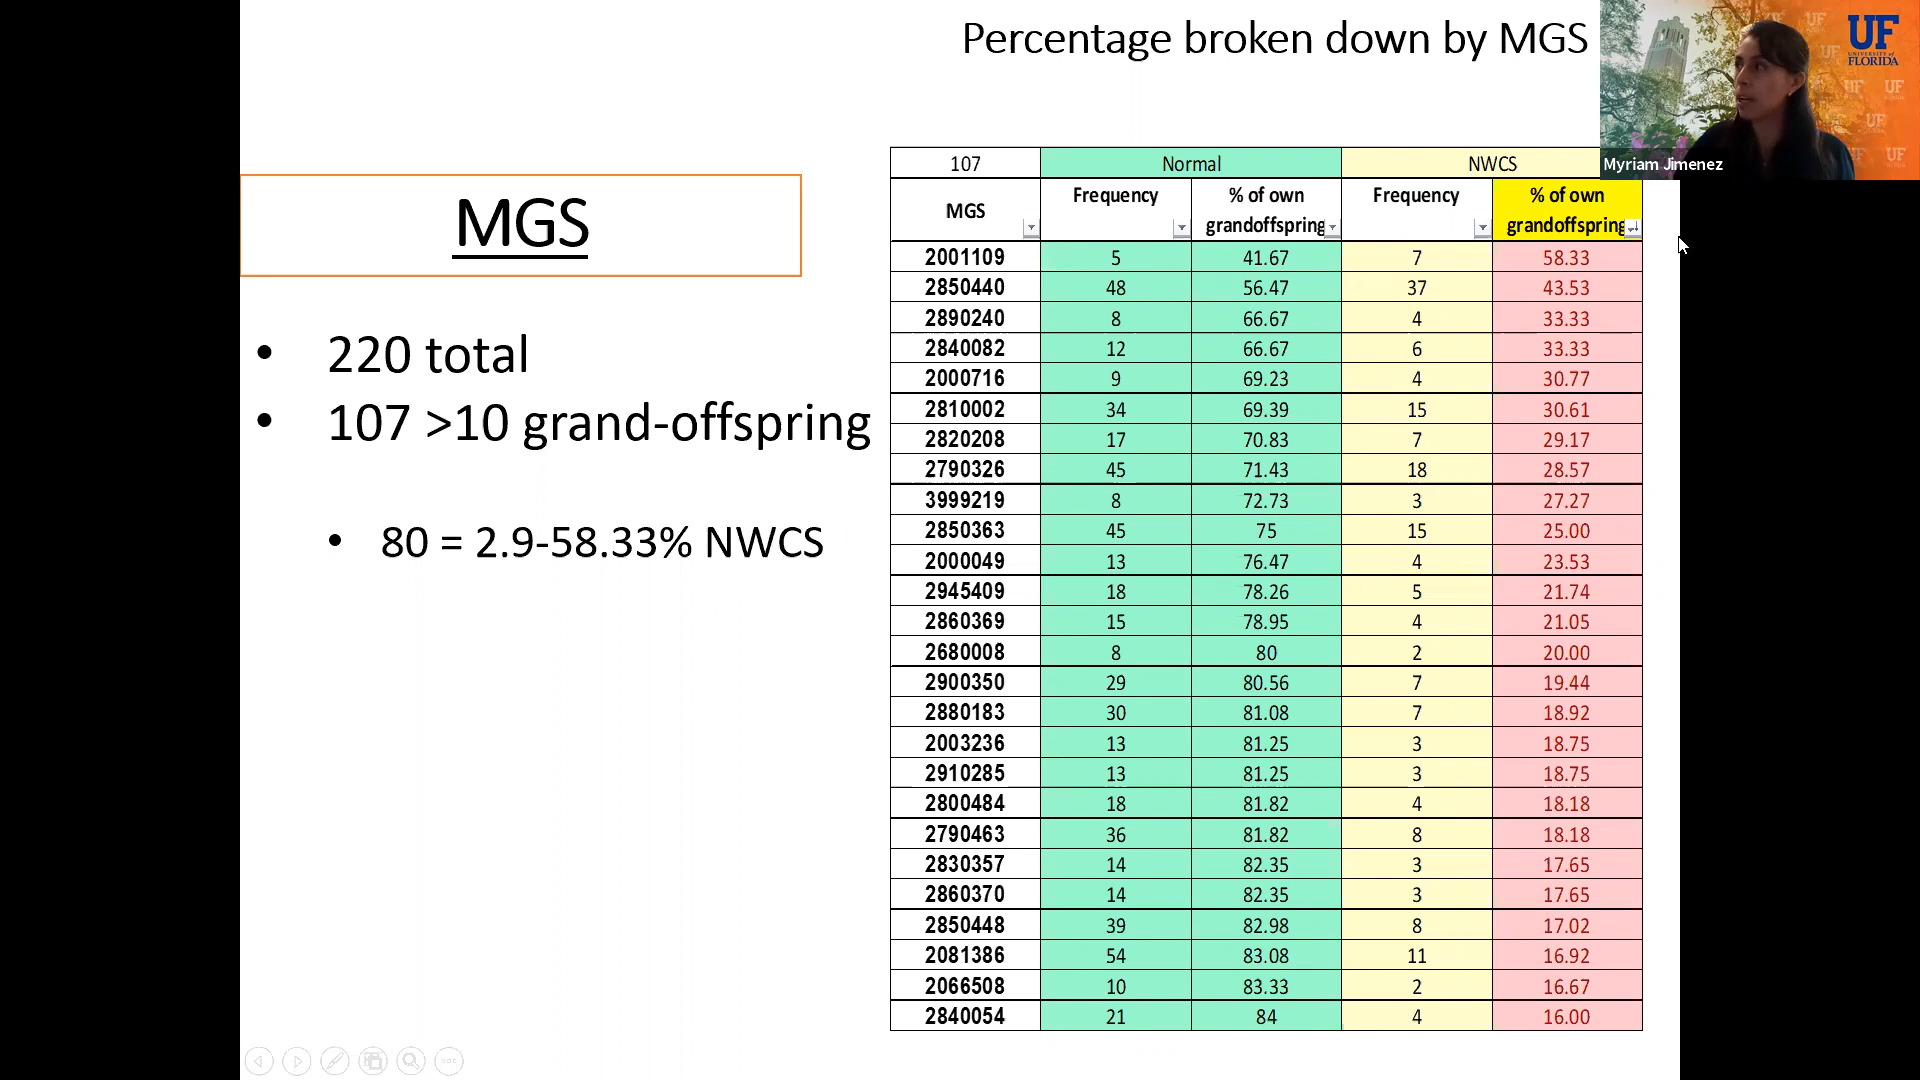 Percentage broken down by MGS
UF
UNIVERSITY of
FLORIDA
Myriam Jimenez
MGS
• 220 total
• 107 >10 grand-offspring
• 80 = 2.9-58.33% NWCS
107 Normal NWCS
MGS Frequency % of own grandoffspring Frequency % of own grandoffspring
2001109 5 41.67 7 58.33
2850440 48 56.47 37 43.53
2890240 8 66.67 4 33.33
2840082 12 66.67 6 33.33
2000716 9 69.23 4 30.77
2810002 34 69.39 15 30.61
2820208 17 70.83 7 29.17
2790326 45 71.43 18 28.57
3999219 8 72.73 3 27.27
2850363 45 75 15 25.00
2000049 13 76.47 4 23.53
2945409 18 78.26 5 21.74
2860369 15 78.95 4 21.05
2680008 8 80 2 20.00
2900350 29 80.56 7 19.44
2880183 30 81.08 7 18.92
2003236 13 81.25 3 18.75
2910285 13 81.25 3 18.75
2800484 18 81.82 4 18.18
2790463 36 81.82 8 18.18
2830357 14 82.35 3 17.65
2860370 14 82.35 3 17.65
2850448 39 82.98 8 17.02
2081386 54 83.08 11 16.92
2066508 10 83.33 2 16.67
2840054 21 84 4 16.00